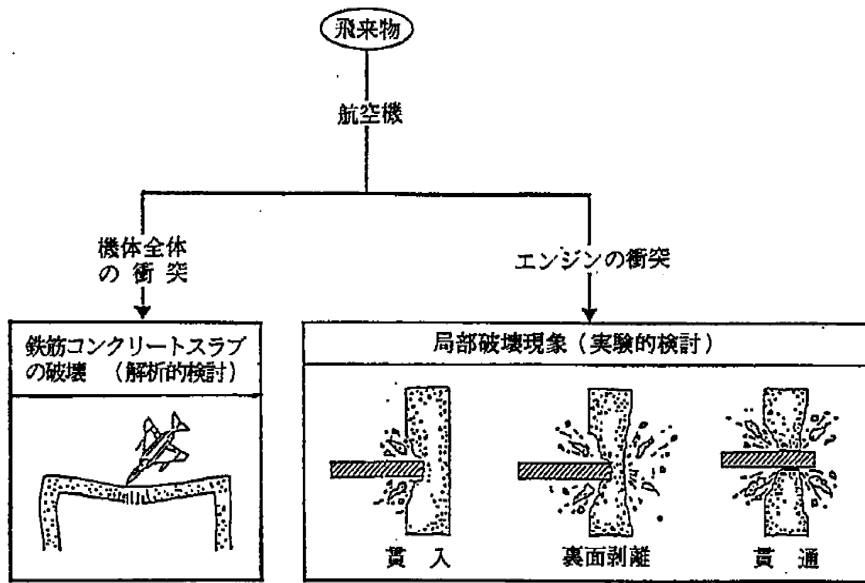 飛来物
航空機
機体全体
の衝突
エンジンの衝突
鉄筋コンクリートスラブ
の破壊 （解析的検討）
局部破壊現象（実験的検討）
貫入
裏面剥離
貫通